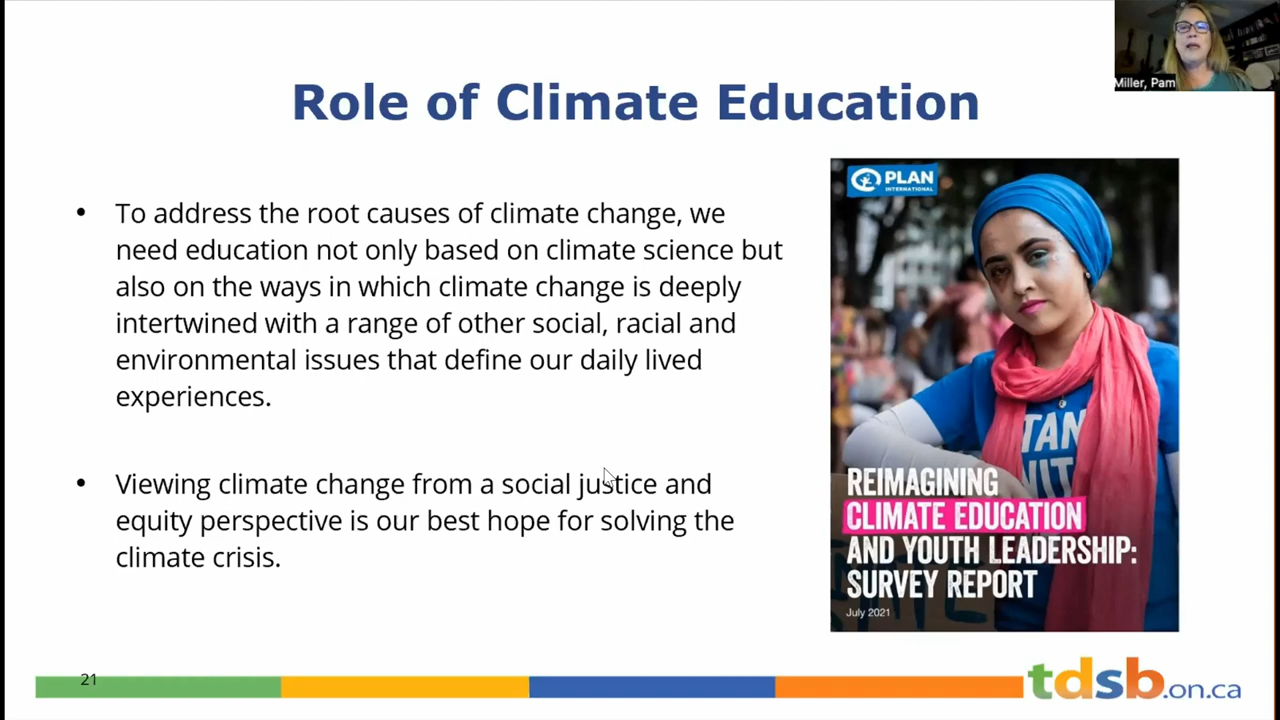 Miller, Pam
Role of Climate Education
• To address the root causes of climate change, we
need education not only based on climate science but
also on the ways in which climate change is deeply
intertwined with a range of other social, racial and
environmental issues that define our daily lived
experiences.
• Viewing climate change from a social justice and
equity perspective is our best hope for solving the
climate crisis.
PLAN
INTERNATIONAL
TAN
REIMAGINING
CLIMATE EDUCATION
AND YOUTH LEADERSHIP:
SURVEY REPORT
July 2021
21
tdsb.on.ca